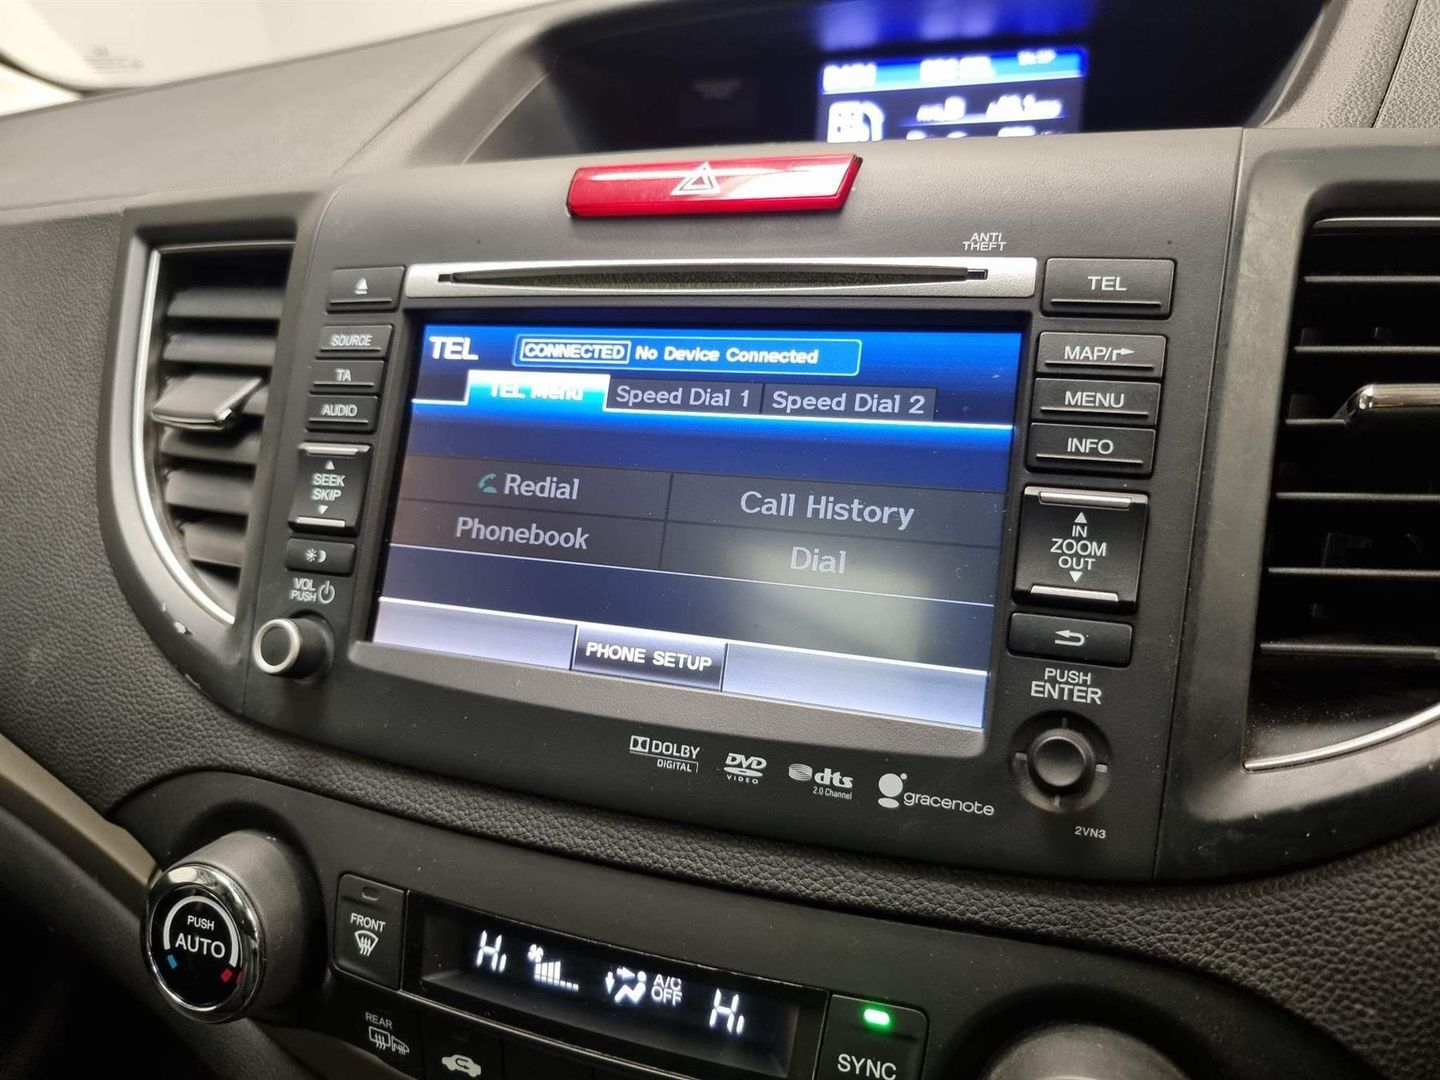 ANTI
THEFT
TEL
SOURCE
TA
AUDIO
SEEK
SKIP
VOL
PUSH
TEL CONNECTED No Device Connected
TEL Menu Speed Dial 1 Speed Dial 2
Redial Call History
Phonebook Dial
PHONE SETUP
MAP/
MENU
INFO
IN
ZOOM
OUT
PUSH
ENTER
DOLBY
DIGITAL
DVD
VIDEO
dts
2.0 Channel
gracenote
2VN3
PUSH
AUTO
FRONT
REAR
Hi A/C OFF Hi
SYNC